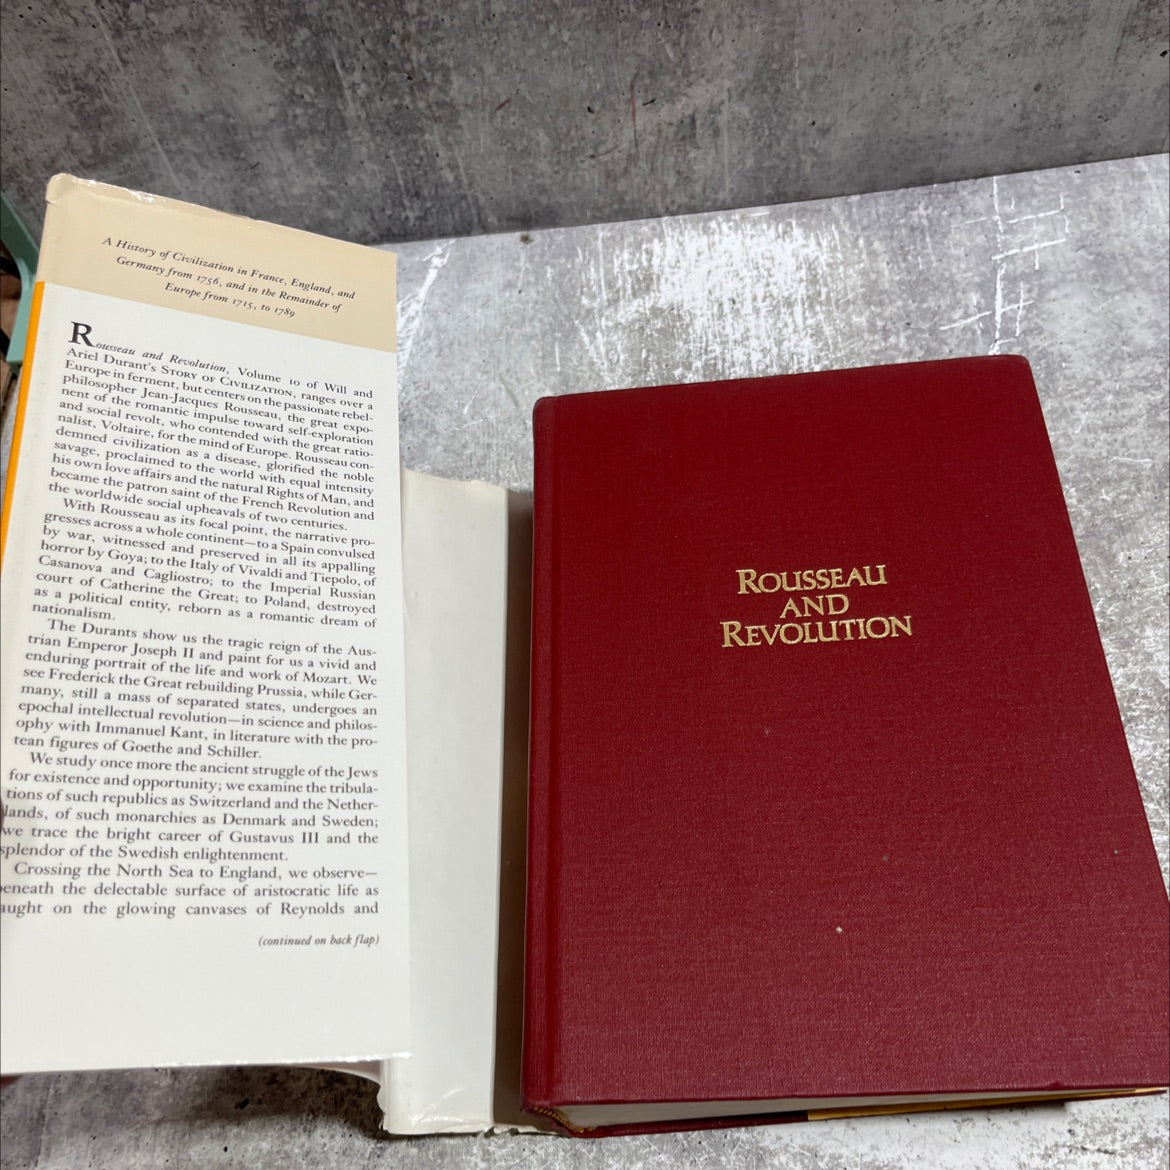 A History of Civilization in France, England, and
Germany from 1756, and in the Remainder of
Europe from 1715, to 1789
Rousseau and Revolution, Volume 10 of Will and
Ariel Durant's STORY OF CIVILIZATION, ranges over a
Europe in ferment, but centers on the passionate rebel-
philosopher Jean-Jacques Rousseau, the great expo-
nent of the romantic impulse toward self-exploration
and social revolt, who contended with the great ratio-
nalist, Voltaire, for the mind of Europe. Rousseau con-
demned civilization as a disease, glorified the noble
savage, proclaimed to the world with equal intensity
his own love affairs and the natural Rights of Man, and
became the patron saint of the French Revolution and
the worldwide social upheavals of two centuries.
With Rousseau as its focal point, the narrative pro-
gresses across a whole continent—to a Spain convulsed
by war, witnessed and preserved in all its appalling
horror by Goya; to the Italy of Vivaldi and Tiepolo, of
Casanova and Cagliostro; to the Imperial Russian
court of Catherine the Great; to Poland, destroyed
as a political entity, reborn as a romantic dream of
nationalism.
The Durants show us the tragic reign of the Aus-
trian Emperor Joseph II and paint for us a vivid and
enduring portrait of the life and work of Mozart. We
see Frederick the Great rebuilding Prussia, while Ger-
many, still a mass of separated states, undergoes an
epochal intellectual revolution—in science and philos-
ophy with Immanuel Kant, in literature with the pro-
tean figures of Goethe and Schiller.
We study once more the ancient struggle of the Jews
for existence and opportunity; we examine the tribula-
tions of such republics as Switzerland and the Nether-
lands, of such monarchies as Denmark and Sweden;
we trace the bright career of Gustavus III and the
splendor of the Swedish enlightenment.
Crossing the North Sea to England, we observe—
beneath the delectable surface of aristocratic life as
aught on the glowing canvases of Reynolds and
(continued on back flap)
ROUSSEAU
AND
REVOLUTION